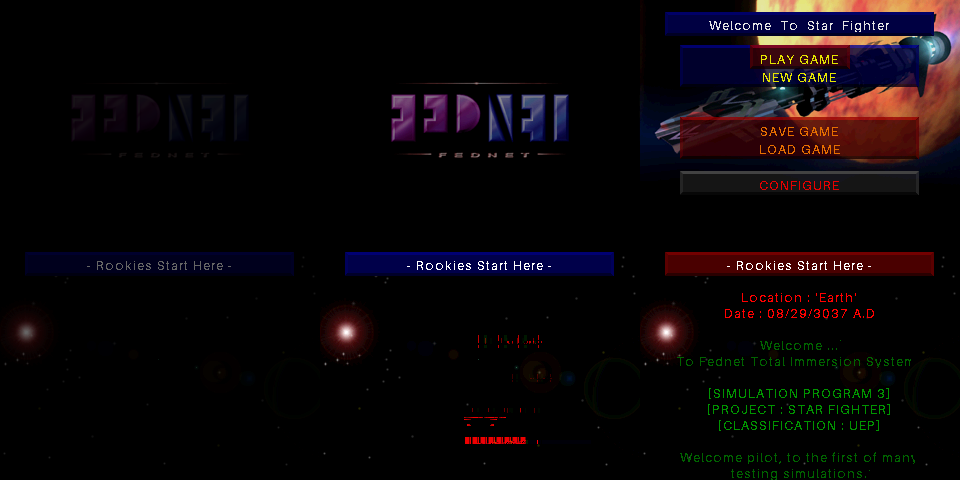 FEDNET
FEDNET
FEDNET
FEDNET
Welcome To Star Fighter
PLAY GAME
NEW GAME
SAVE GAME
LOAD GAME
CONFIGURE
- Rookies Start Here -
- Rookies Start Here -
- Rookies Start Here -
Location : 'Earth'
Date : 08/29/3037 A.D
Welcome ...
To Fednet Total Immersion System
[SIMULATION PROGRAM 3]
[PROJECT : STAR FIGHTER]
[CLASSIFICATION : UEP]
Welcome pilot, to the first of many
testing simulations.